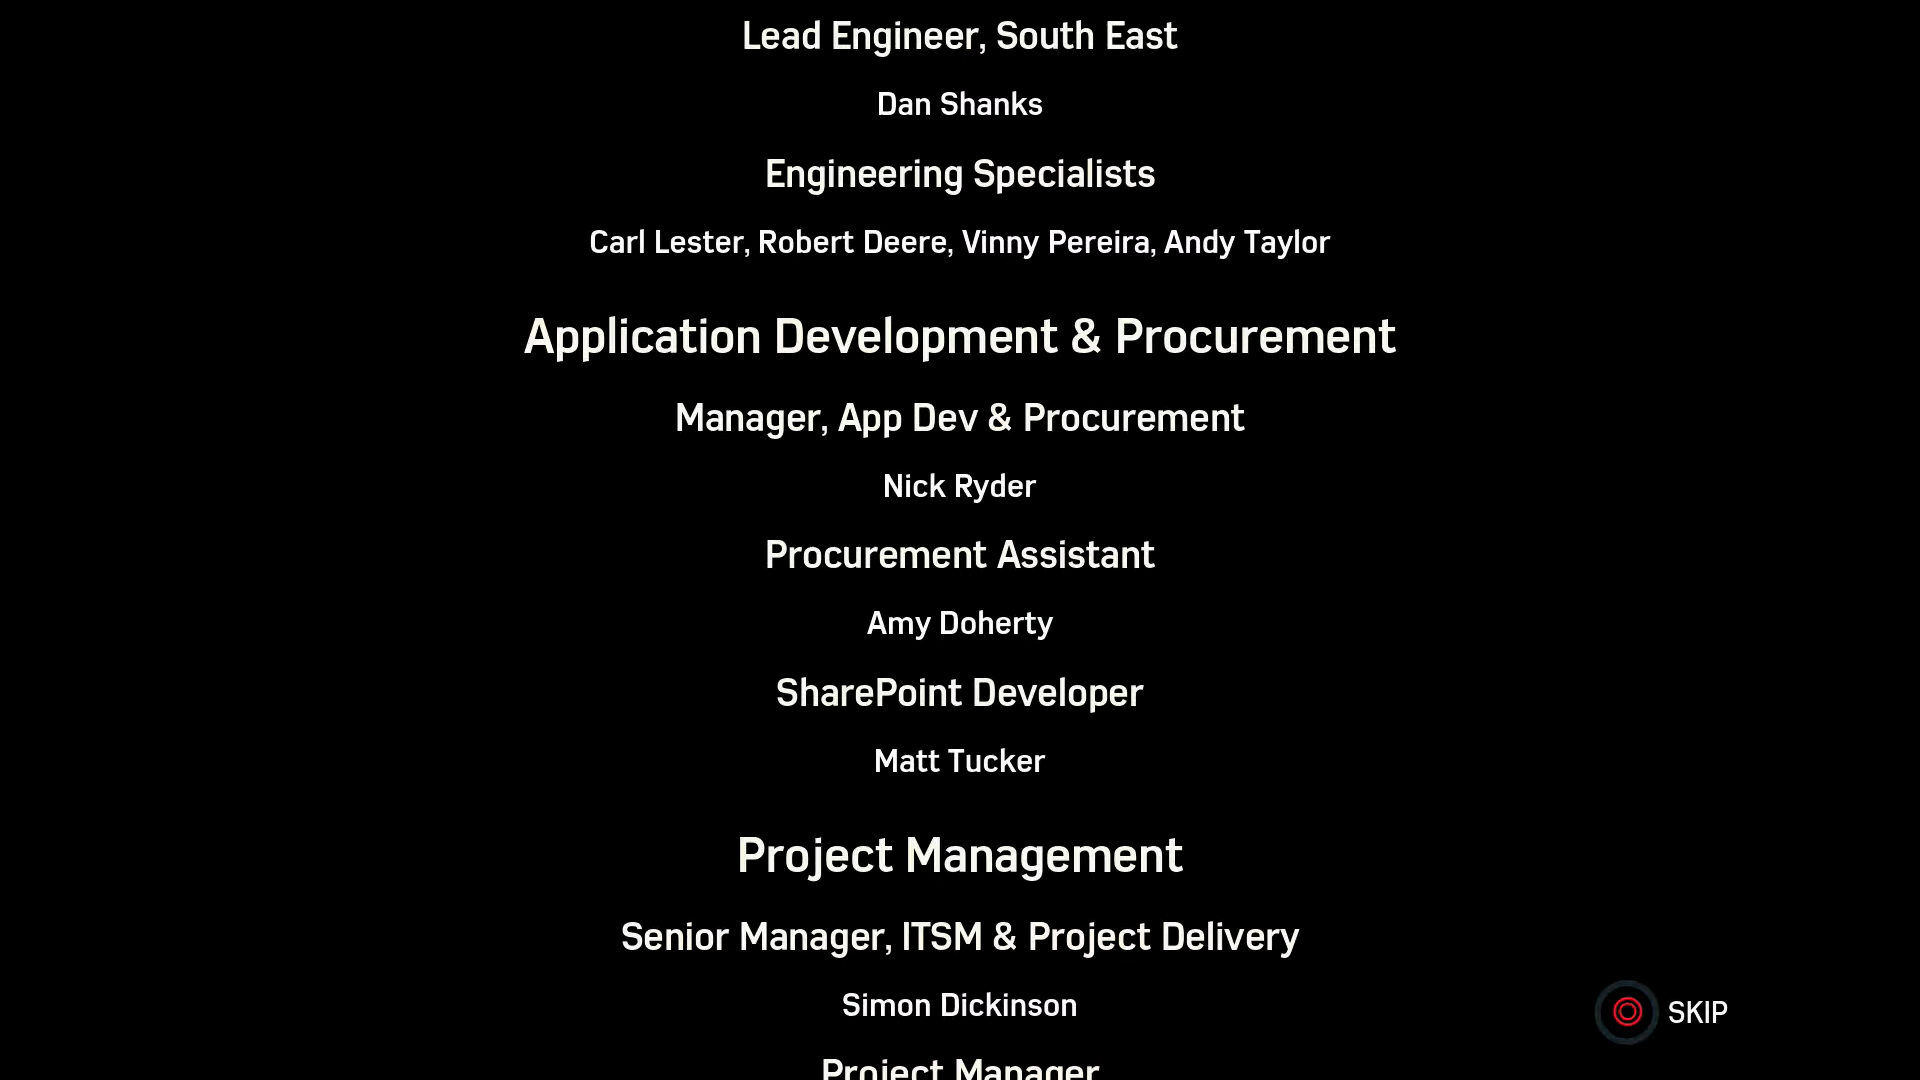 Lead Engineer, South East
Dan Shanks
Engineering Specialists
Carl Lester, Robert Deere, Vinny Pereira, Andy Taylor
Application Development & Procurement
Manager, App Dev & Procurement
Nick Ryder
Procurement Assistant
Amy Doherty
SharePoint Developer
Matt Tucker
Project Management
Senior Manager, ITSM & Project Delivery
Simon Dickinson
SKIP
Project Manager